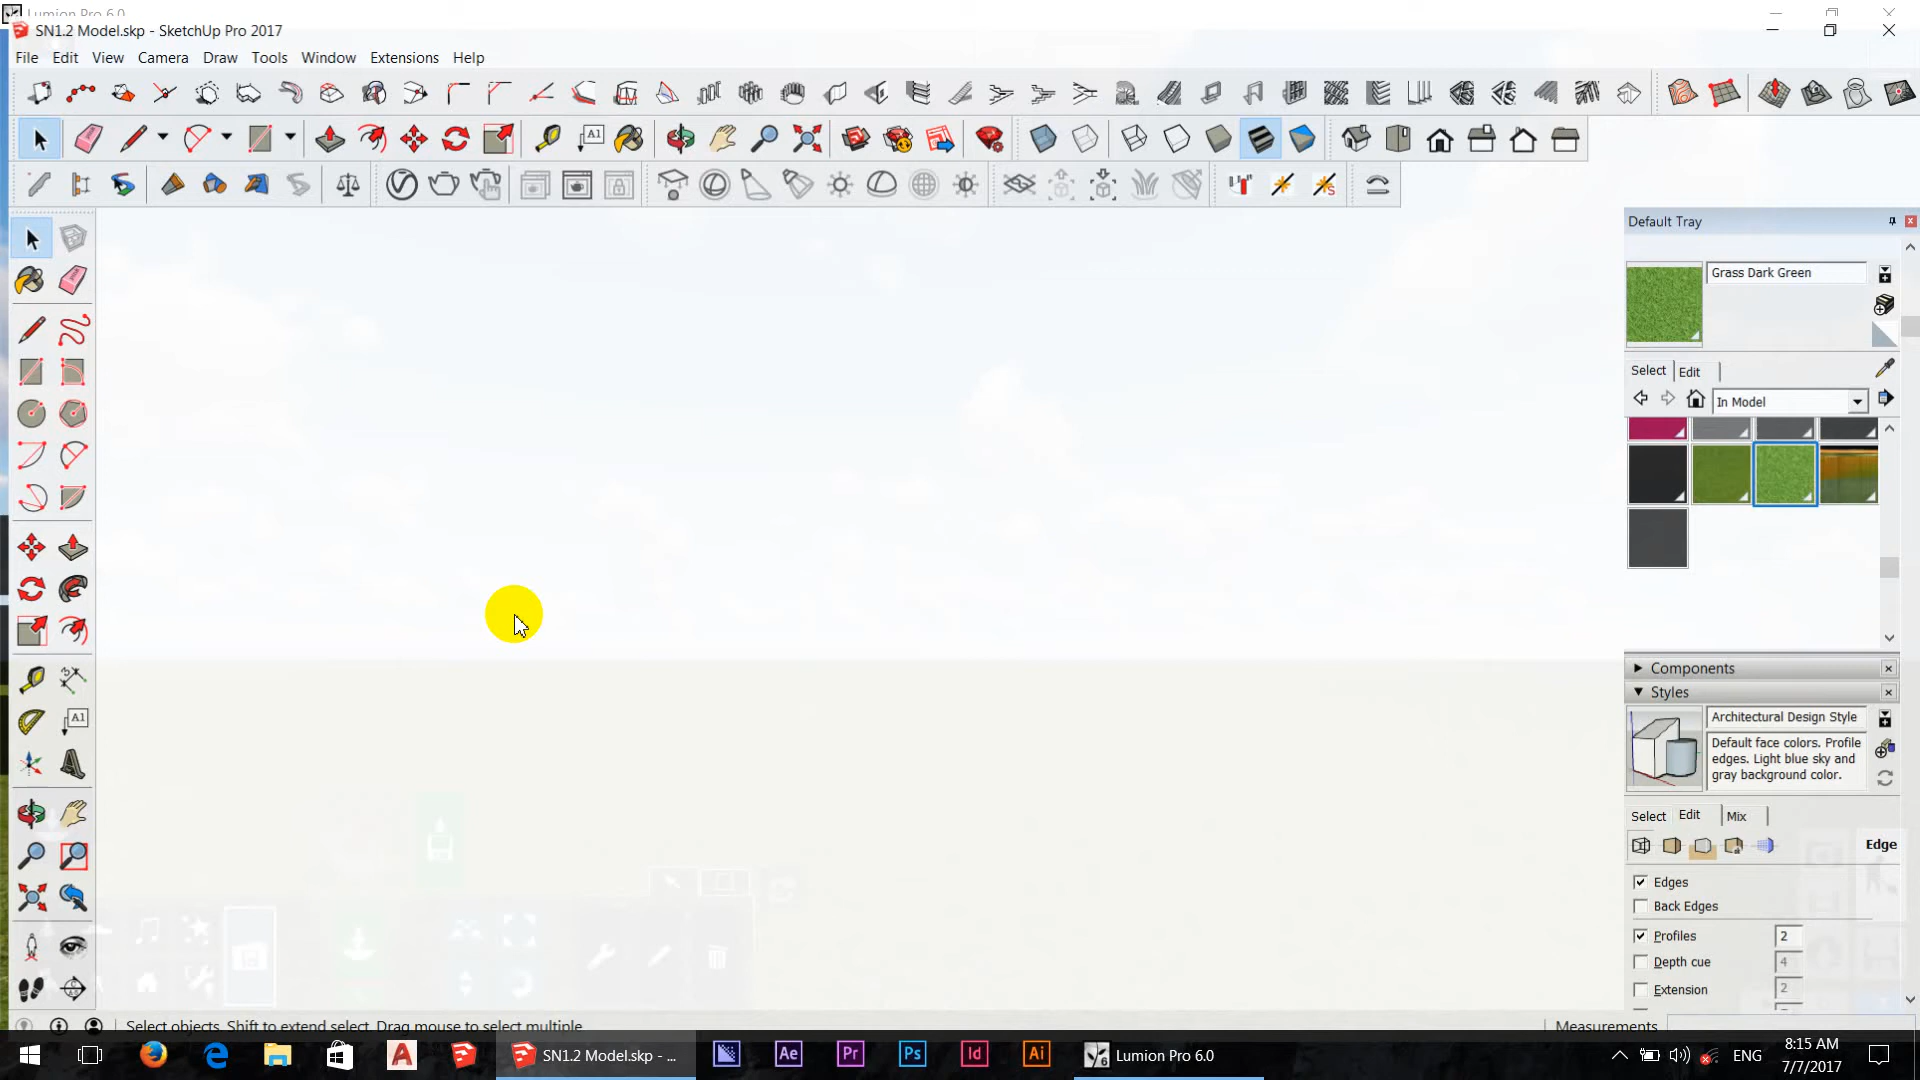 Lumion Pro 6.0
SN1.2 Model.skp - SketchUp Pro 2017
File Edit View Camera Draw Tools Window Extensions Help
A1
Default Tray
Grass Dark Green
Select Edit
In Model
Components
Styles
A1
Architectural Design Style
Default face colors. Profile
edges. Light blue sky and
gray background color.
Select Edit Mix
Edge
Edges
Back Edges
Profiles 2
Depth cue 4
Extension 2
Select objects. Shift to extend select. Drag mouse to select multiple
Measurements
SN1.2 Model.skp - ...
Ae
Pr
Ps
Id
Ai
Lumion Pro 6.0
ENG
8:15 AM
7/7/2017